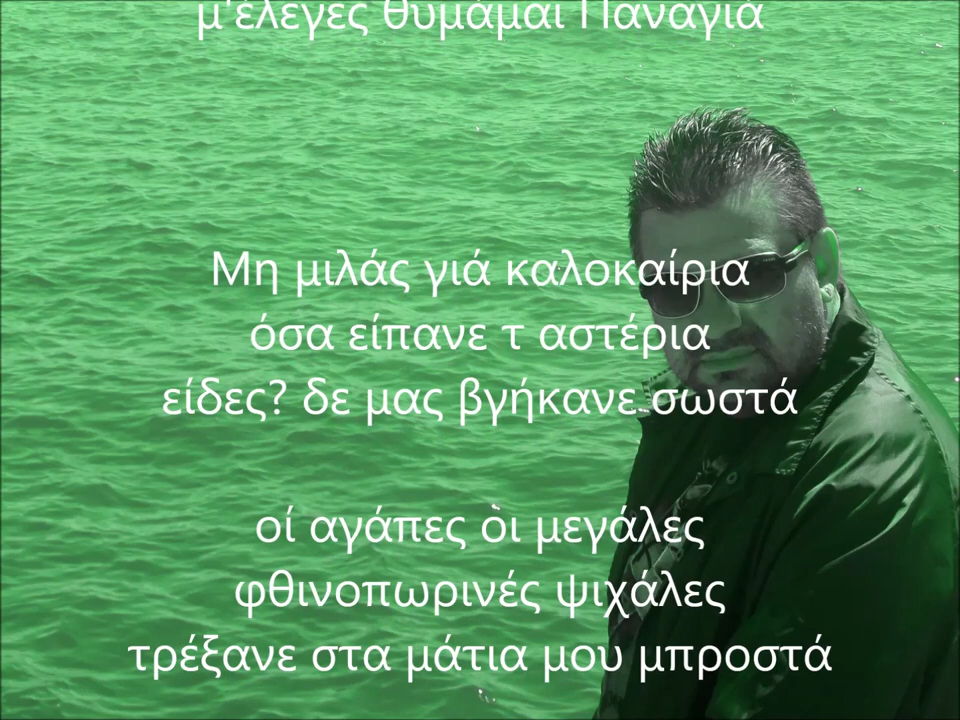 μ'έλεγες θυμάμαι Παναγιά
Μη μιλάς γιά καλοκαίρια
όσα είπανε τ αστέρια
είδες? δε μας βγήκανε σωστά
οί αγάπες οι μεγάλες
φθινοπωρινές ψιχάλες
τρέξανε στα μάτια μου μπροστά